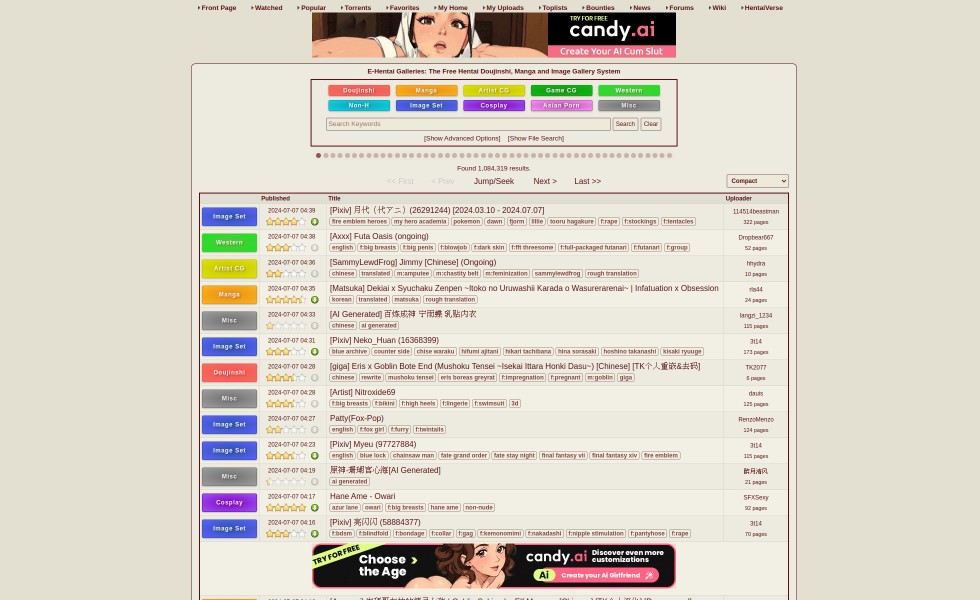 Front Page Watched Popular Torrents Favorites My Home My Uploads Toplists Bounties News Forums Wiki HentaiVerse
TRY FOR FREE
candy.ai
Create Your AI Cum Slut
E-Hentai Galleries: The Free Hentai Doujinshi, Manga and Image Gallery System
Doujinshi Manga Artist CG Game CG Western
Non-H Image Set Cosplay Asian Porn Misc
Search Keywords Search Clear
[Show Advanced Options] [Show File Search]
Found 1,084,319 results.
<< First < Prev Jump/Seek Next > Last >> Compact
Published Title Uploader
Image Set 2024-07-07 04:39 [Pixiv] 月代（代アニ）(26291244) [2024.03.10 - 2024.07.07] 114514beastman
fire emblem heroes my hero academia pokemon dawn fjorm lillie tooru hagakure f:rape f:stockings f:tentacles 322 pages
Western 2024-07-07 04:38 [Axxx] Futa Oasis (ongoing) Dropbear667
english f:big breasts f:big penis f:blowjob f:dark skin f:fft threesome f:full-packaged futanari f:futanari f:group 52 pages
Artist CG 2024-07-07 04:36 [SammyLewdFrog] Jimmy [Chinese] (Ongoing) hhydra
chinese translated m:amputee m:chastity belt m:feminization sammylewdfrog rough translation 10 pages
Manga 2024-07-07 04:35 [Matsuka] Dekiai x Syuchaku Zenpen ~Itoko no Uruwashii Karada o Wasurerarenai~ | Infatuation x Obsession ria44
korean translated matsuka rough translation 24 pages
Misc 2024-07-07 04:33 [AI Generated] 百炼成神 宁雨蝶 乳贴内衣 langzi_1234
chinese ai generated 115 pages
Image Set 2024-07-07 04:31 [Pixiv] Neko_Huan (16368399) 3t14
blue archive counter side chise waraku hifumi ajitani hikari tachibana hina sorasaki hoshino takanashi kisaki ryuuge 173 pages
Doujinshi 2024-07-07 04:28 [giga] Eris x Goblin Bote End (Mushoku Tensei ~Isekai Ittara Honki Dasu~) [Chinese] [TK个人重嵌&去码] TK2077
chinese rewrite mushoku tensei eris boreas greyrat f:impregnation f:pregnant m:goblin giga 6 pages
Misc 2024-07-07 04:28 [Artist] Nitroxide69 dauis
f:big breasts f:bikini f:high heels f:lingerie f:swimsuit 3d 125 pages
Image Set 2024-07-07 04:27 Patty(Fox-Pop) RenzoMenzo
english f:fox girl f:furry f:twintails 124 pages
Image Set 2024-07-07 04:23 [Pixiv] Myeu (97727884) 3t14
english blue lock chainsaw man fate grand order fate stay night final fantasy vii final fantasy xiv fire emblem 115 pages
Misc 2024-07-07 04:19 原神-珊瑚宫心海[AI Generated] 醉月清风
ai generated 21 pages
Cosplay 2024-07-07 04:17 Hane Ame - Owari SFXSexy
azur lane owari f:big breasts hane ame non-nude 92 pages
Image Set 2024-07-07 04:16 [Pixiv] 亮闪闪 (58884377) 3t14
f:bdsm f:blindfold f:bondage f:collar f:gag f:kemonomimi f:nakadashi f:nipple stimulation f:pantyhose f:rape 70 pages
TRY FOR FREE
Choose the Age
candy.ai
Discover even more customizations
Ai Create your AI Girlfriend